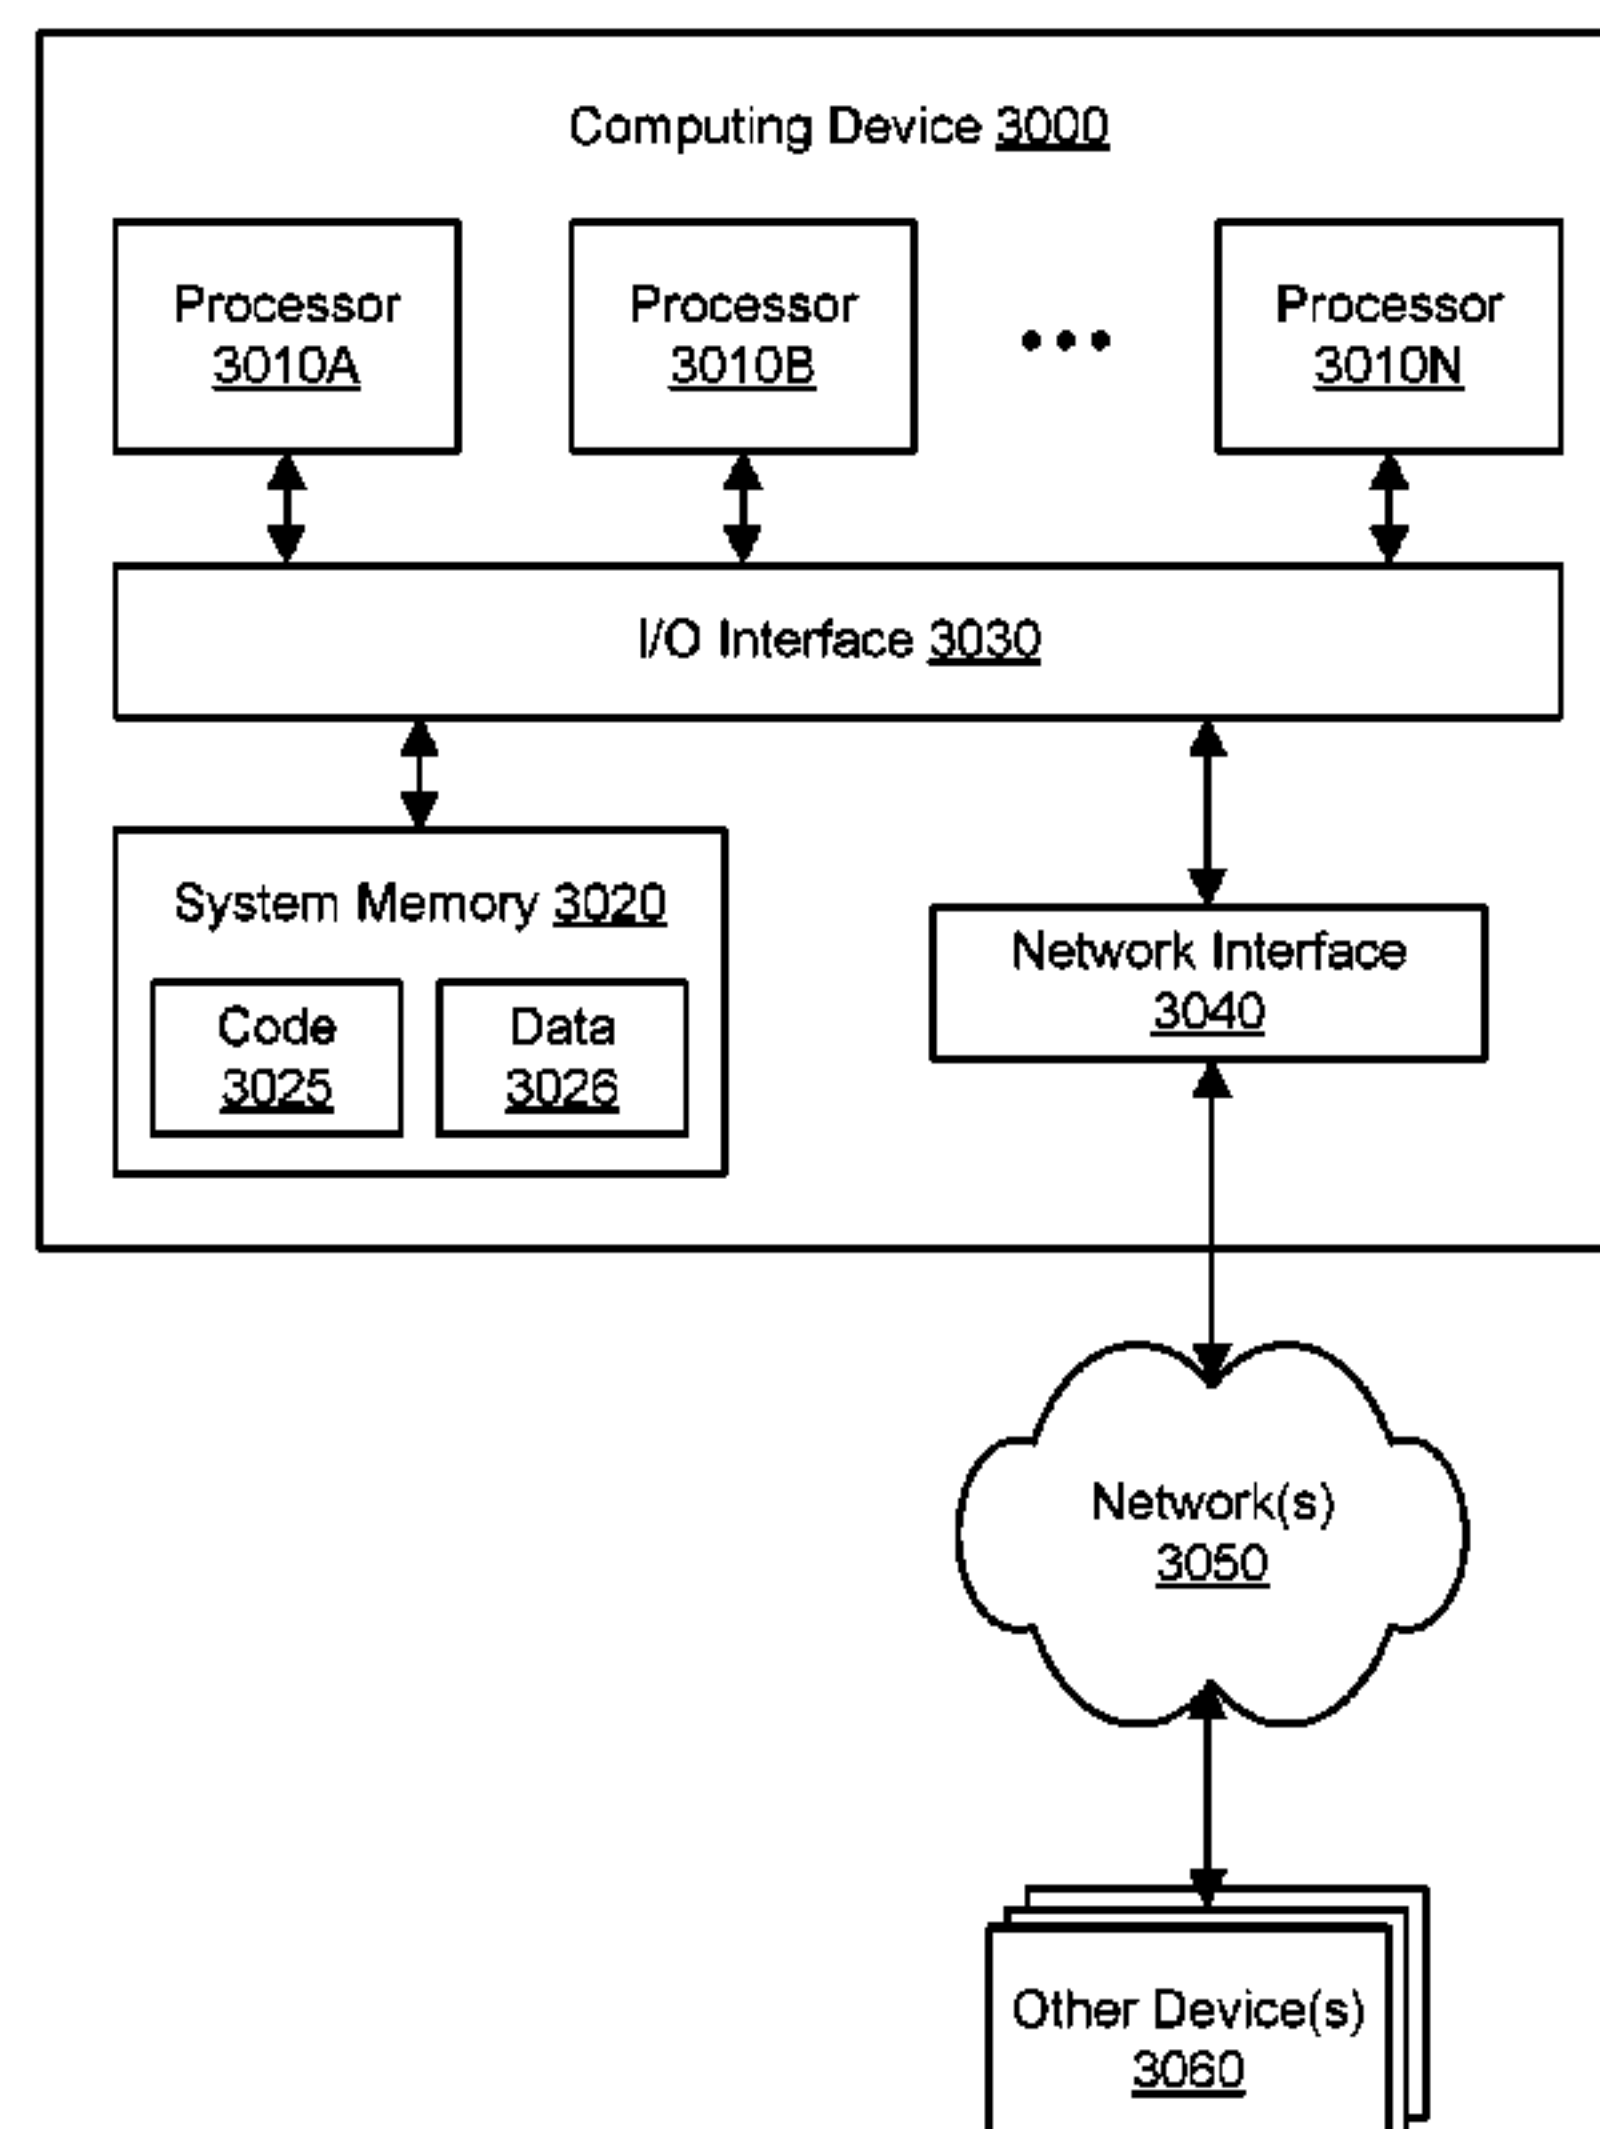 Computing Device 3000
Processor
3010A
Processor
3010B
Processor
3010N
I/O Interface 3030
System Memory 3020
Code
3025
Data
3026
Network Interface
3040
Network(s)
3050
Other Device(s)
3060